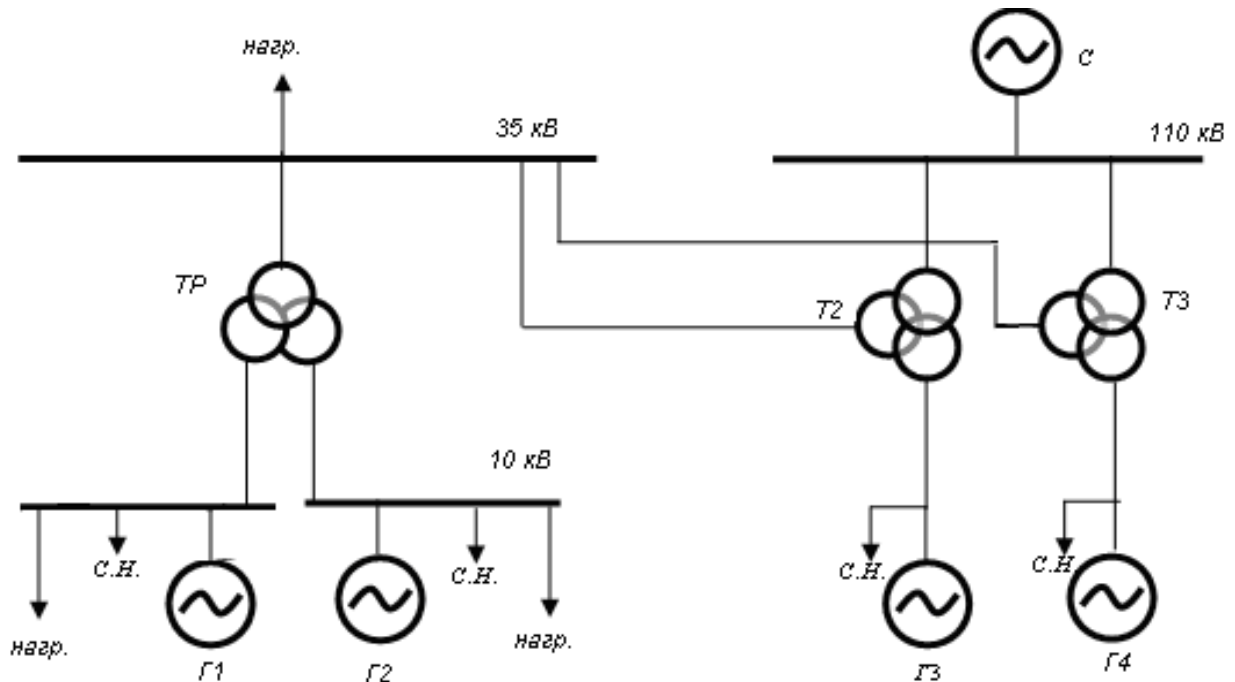 нагр.
С
35 кВ
110 кВ
ТР
Т2
Т3
10 кВ
С.Н.
С.Н.
С.Н.
С.Н.
нагр.
нагр.
Г1
Г2
Г3
Г4